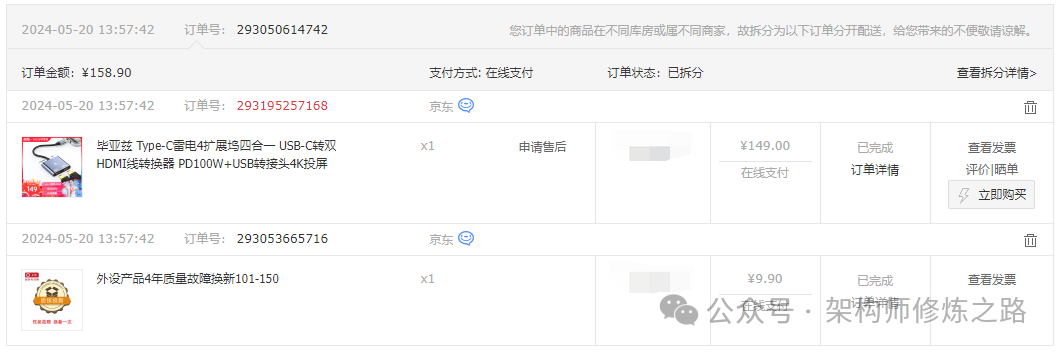 2024-05-20 13:57:42 订单号： 293050614742 您订单中的商品在不同库房或属不同商家，故拆分为以下订单分开配送，给您带来的不便敬请谅解。
订单金额：¥158.90 支付方式: 在线支付 订单状态：已拆分 查看拆分详情>
2024-05-20 13:57:42 订单号： 293195257168 京东
毕亚兹 Type-C雷电4扩展坞四合一 USB-C转双 x1 申请售后 ¥149.00 已完成 查看发票
HDMI线转换器 PD100W+USB转接头4K投屏 在线支付 订单详情 评价|晒单
149
立即购买
2024-05-20 13:57:42 订单号： 293053665716 京东
外设产品4年质量故障换新101-150 x1 ¥9.90 已完成 查看发票
在线支付 订单详情
公众号 · 架构师修炼之路